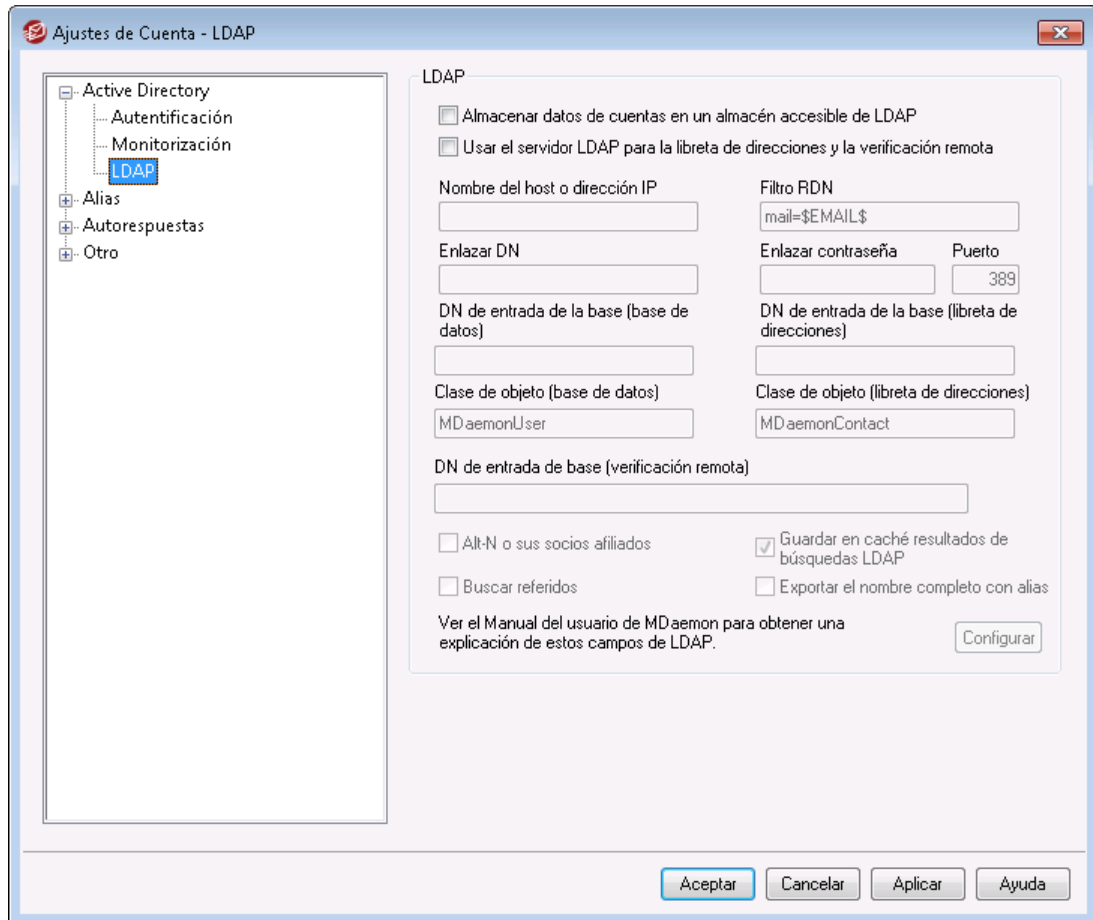 Ajustes de Cuenta - LDAP
Active Directory
Autentificación
Monitorización
LDAP
Alias
Autorespuestas
Otro
LDAP
Almacenar datos de cuentas en un almacén accesible de LDAP
Usar el servidor LDAP para la libreta de direcciones y la verificación remota
Nombre del host o dirección IP
Filtro RDN
mail=$EMAIL$
Enlazar DN
Enlazar contraseña
Puerto
389
DN de entrada de la base (base de
datos)
DN de entrada de la base (libreta de
direcciones)
Clase de objeto (base de datos)
Clase de objeto (libreta de direcciones)
MDaemonUser
MDaemonContact
DN de entrada de base (verificación remota)
Alt-N o sus socios afiliados
Guardar en caché resultados de
búsquedas LDAP
Buscar referidos
Exportar el nombre completo con alias
Ver el Manual del usuario de MDaemon para obtener una
explicación de estos campos de LDAP.
Configurar
Aceptar
Cancelar
Aplicar
Ayuda